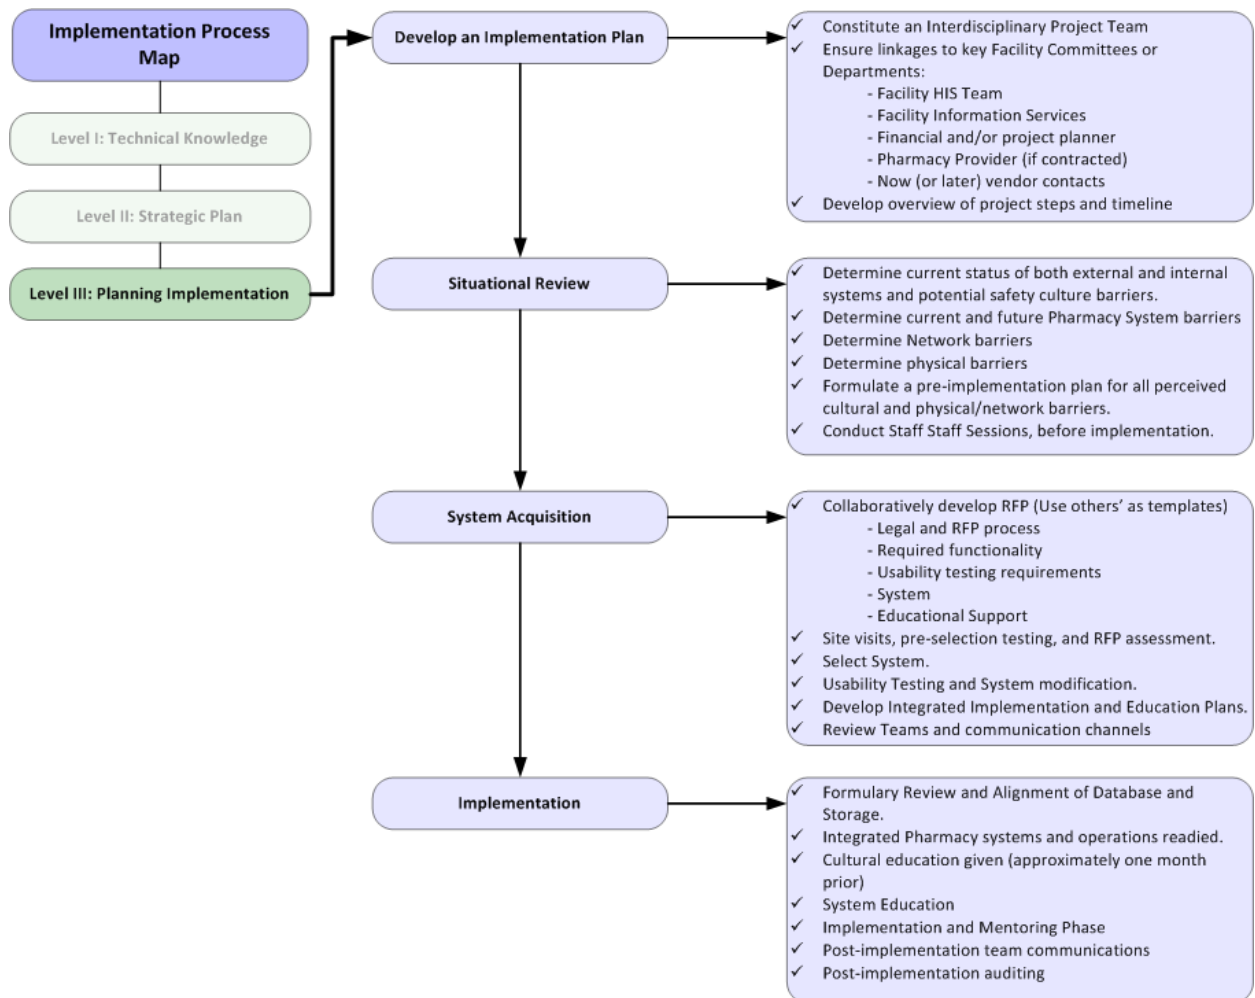 Implementation Process
Map
Level I: Technical Knowledge
Level II: Strategic Plan
Level III: Planning Implementation
Develop an Implementation Plan
✓ Constitute an Interdisciplinary Project Team
✓ Ensure linkages to key Facility Committees or
Departments:
- Facility HIS Team
- Facility Information Services
- Financial and/or project planner
- Pharmacy Provider (if contracted)
- Now (or later) vendor contacts
✓ Develop overview of project steps and timeline
Situational Review
✓ Determine current status of both external and internal
systems and potential safety culture barriers.
✓ Determine current and future Pharmacy System barriers
✓ Determine Network barriers
✓ Determine physical barriers
✓ Formulate a pre-implementation plan for all perceived
cultural and physical/network barriers.
✓ Conduct Staff Staff Sessions, before implementation.
System Acquisition
✓ Collaboratively develop RFP (Use others’ as templates)
- Legal and RFP process
- Required functionality
- Usability testing requirements
- System
- Educational Support
✓ Site visits, pre-selection testing, and RFP assessment.
✓ Select System.
✓ Usability Testing and System modification.
✓ Develop Integrated Implementation and Education Plans.
✓ Review Teams and communication channels
Implementation
✓ Formulary Review and Alignment of Database and
Storage.
✓ Integrated Pharmacy systems and operations readied.
✓ Cultural education given (approximately one month
prior)
✓ System Education
✓ Implementation and Mentoring Phase
✓ Post-implementation team communications
✓ Post-implementation auditing